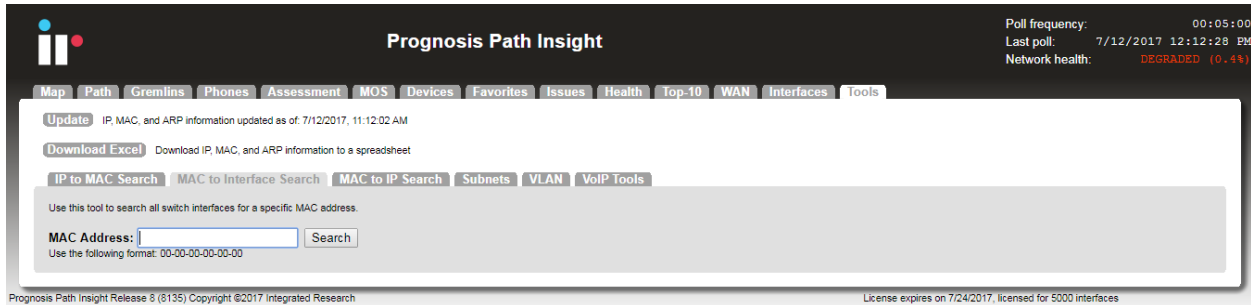 ir
Prognosis Path Insight
Poll frequency: 00:05:00
Last poll: 7/12/2017 12:12:28 PM
Network health: DEGRADED (0.4%)
Map Path Gremlins Phones Assessment MOS Devices Favorites Issues Health Top-10 WAN Interfaces Tools
Update IP, MAC, and ARP information updated as of: 7/12/2017, 11:12:02 AM
Download Excel Download IP, MAC, and ARP information to a spreadsheet
IP to MAC Search MAC to Interface Search MAC to IP Search Subnets VLAN VoIP Tools
Use this tool to search all switch interfaces for a specific MAC address.
MAC Address: Search
Use the following format: 00-00-00-00-00-00
Prognosis Path Insight Release 8 (8135) Copyright ©2017 Integrated Research License expires on 7/24/2017, licensed for 5000 interfaces